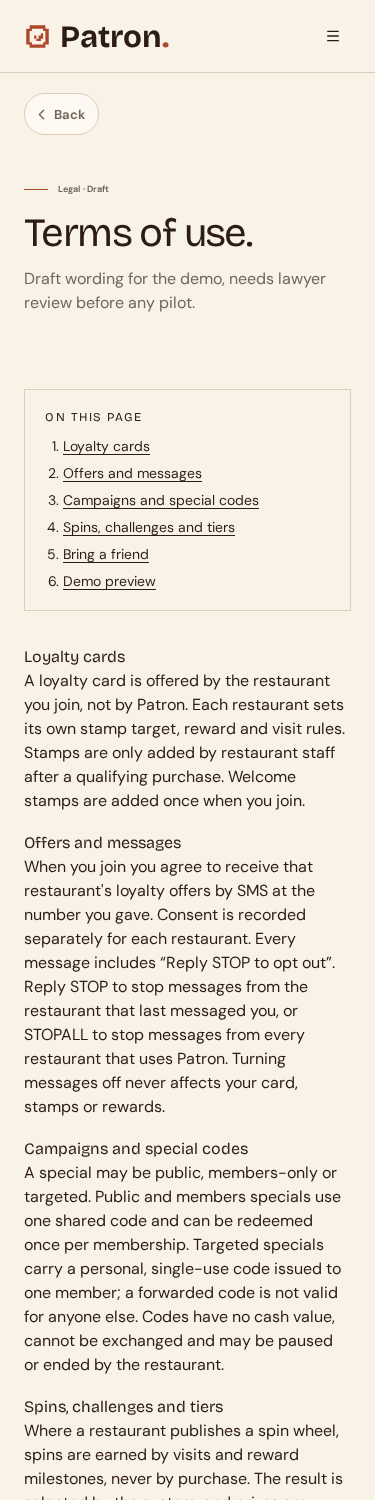 Patron.
Back
Legal · Draft
Terms of use.
Draft wording for the demo, needs lawyer
review before any pilot.
ON THIS PAGE
1. Loyalty cards
2. Offers and messages
3. Campaigns and special codes
4. Spins, challenges and tiers
5. Bring a friend
6. Demo preview
Loyalty cards
A loyalty card is offered by the restaurant
you join, not by Patron. Each restaurant sets
its own stamp target, reward and visit rules.
Stamps are only added by restaurant staff
after a qualifying purchase. Welcome
stamps are added once when you join.
Offers and messages
When you join you agree to receive that
restaurant's loyalty offers by SMS at the
number you gave. Consent is recorded
separately for each restaurant. Every
message includes “Reply STOP to opt out”.
Reply STOP to stop messages from the
restaurant that last messaged you, or
STOPALL to stop messages from every
restaurant that uses Patron. Turning
messages off never affects your card,
stamps or rewards.
Campaigns and special codes
A special may be public, members-only or
targeted. Public and members specials use
one shared code and can be redeemed
once per membership. Targeted specials
carry a personal, single-use code issued to
one member; a forwarded code is not valid
for anyone else. Codes have no cash value,
cannot be exchanged and may be paused
or ended by the restaurant.
Spins, challenges and tiers
Where a restaurant publishes a spin wheel,
spins are earned by visits and reward
milestones, never by purchase. The result is